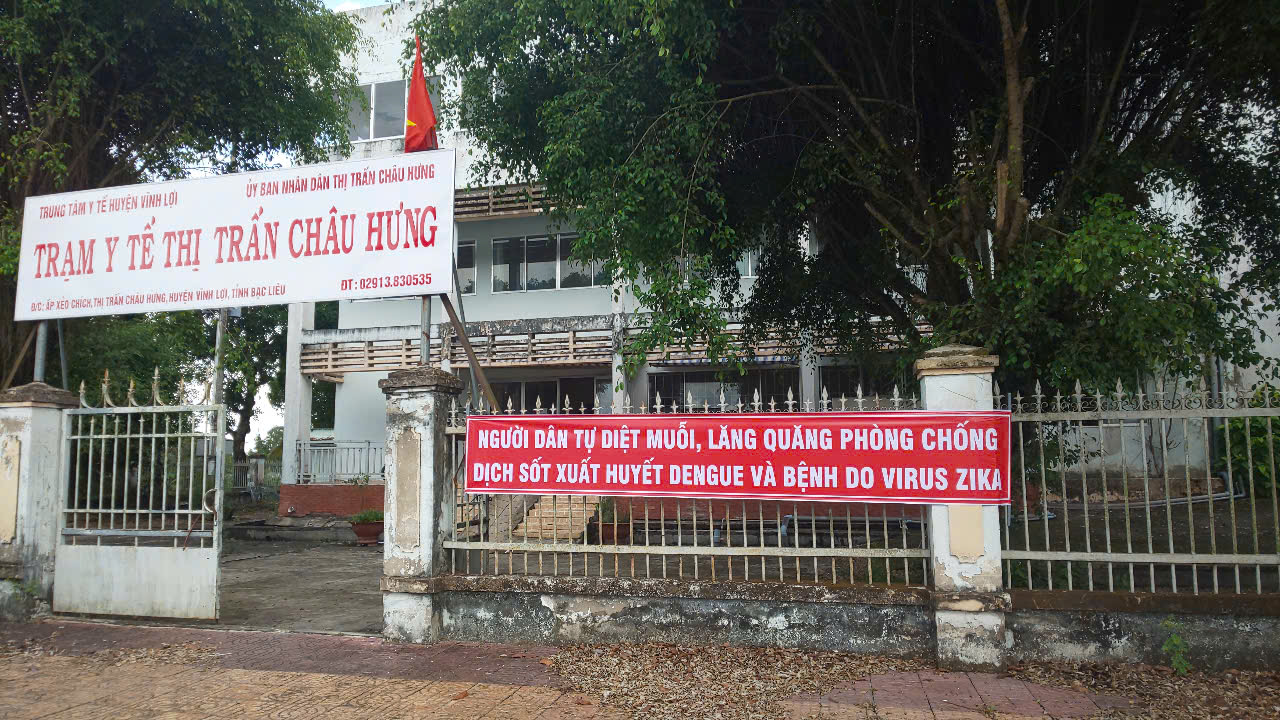 TRUNG TÂM Y TẾ HUYỆN VĨNH LỢI
ỦY BAN NHÂN DÂN THỊ TRẤN CHÂU HƯNG
TRẠM Y TẾ THỊ TRẤN CHÂU HƯNG
ĐT: 02913.830535
Đ/C: ẤP XẺO CHÍCH, THỊ TRẤN CHÂU HƯNG, HUYỆN VĨNH LỢI, TỈNH BẠC LIÊU
NGƯỜI DÂN TỰ DIỆT MUỖI, LĂNG QUĂNG PHÒNG CHỐNG
DỊCH SỐT XUẤT HUYẾT DENGUE VÀ BỆNH DO VIRUS ZIKA